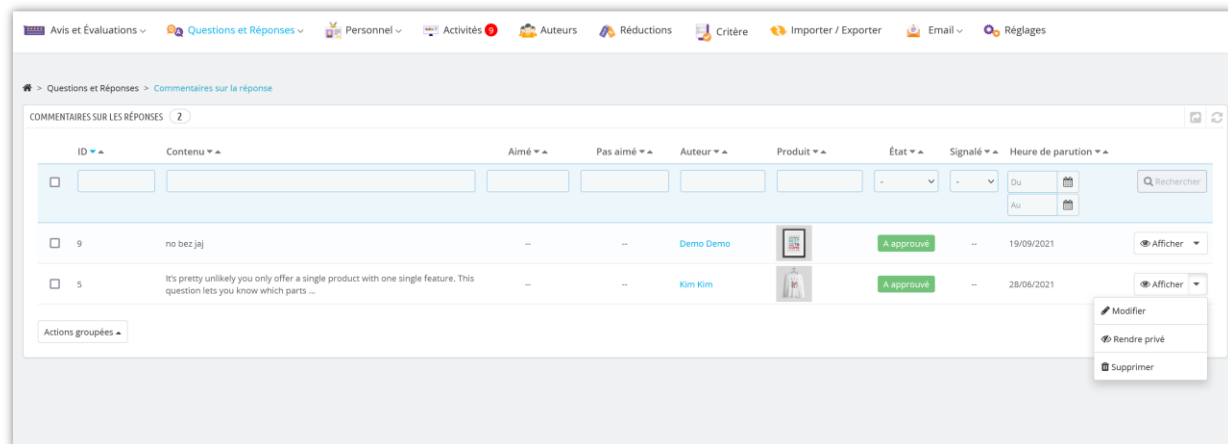 Avis et Évaluations Questions et Réponses Personnel Activités 9 Auteurs Réductions Critère Importer / Exporter Email Réglages
> Questions et Réponses > Commentaires sur la réponse
COMMENTAIRES SUR LES RÉPONSES 2
ID Contenu Aimé Pas aimé Auteur Produit État Signalé Heure de parution
- - Du Rechercher
Au
9 no bez jaj -- -- Demo Demo A approuvé -- 19/09/2021 Afficher
It's pretty unlikely you only offer a single product with one single feature. This
5 question lets you know which parts ... -- -- Kim Kim A approuvé -- 28/06/2021 Afficher
Modifier
Actions groupées
Rendre privé
Supprimer